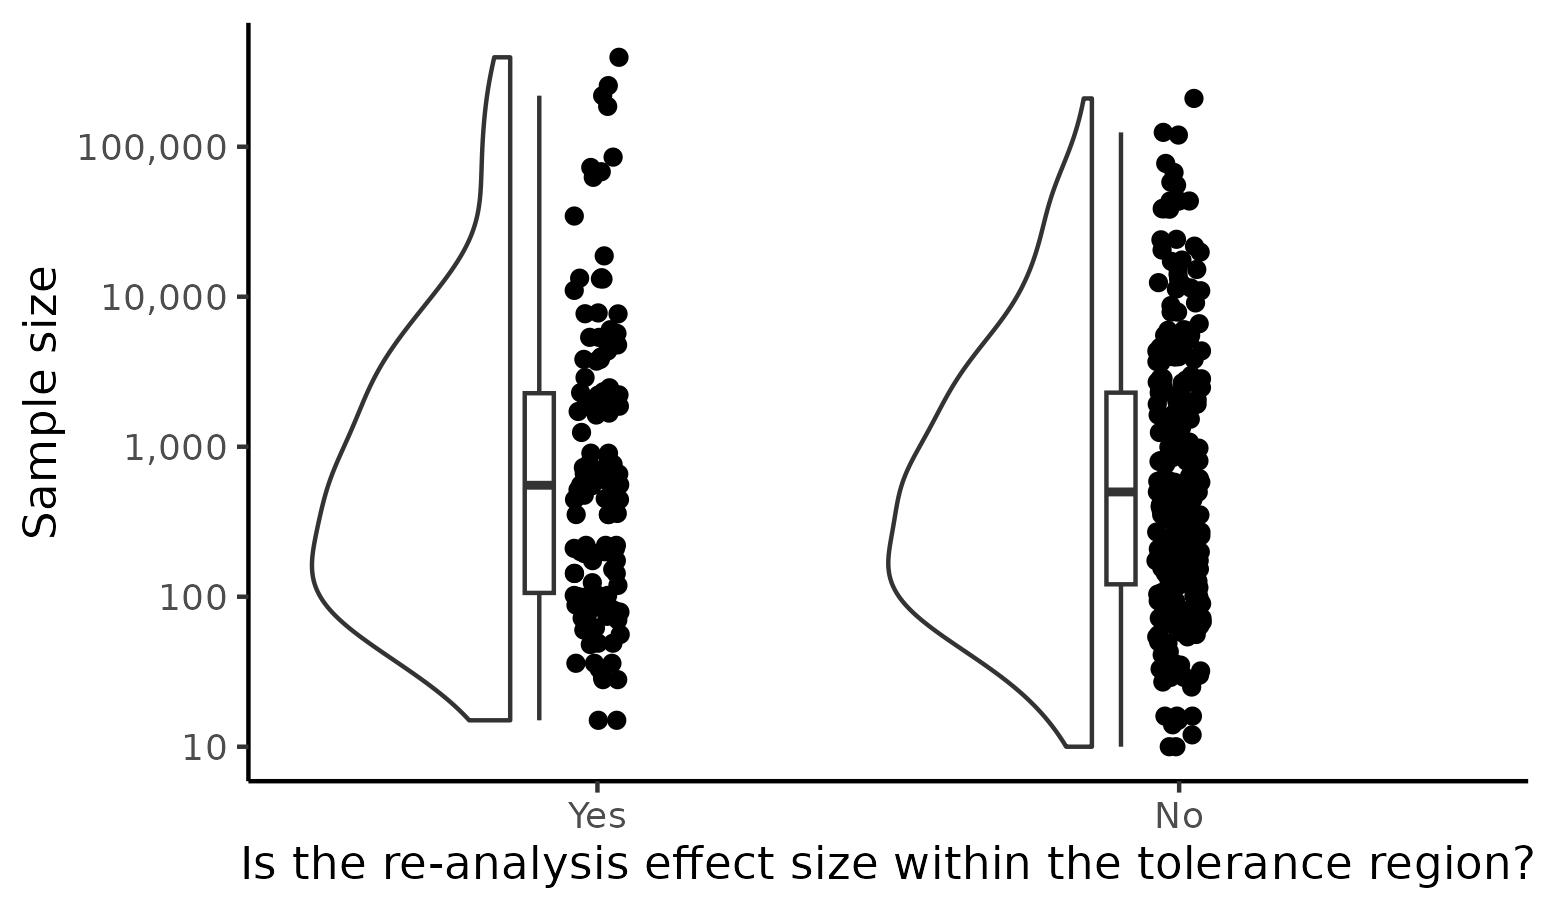 Sample size
100,000
10,000
1,000
100
10
Yes
No
Is the re-analysis effect size within the tolerance region?